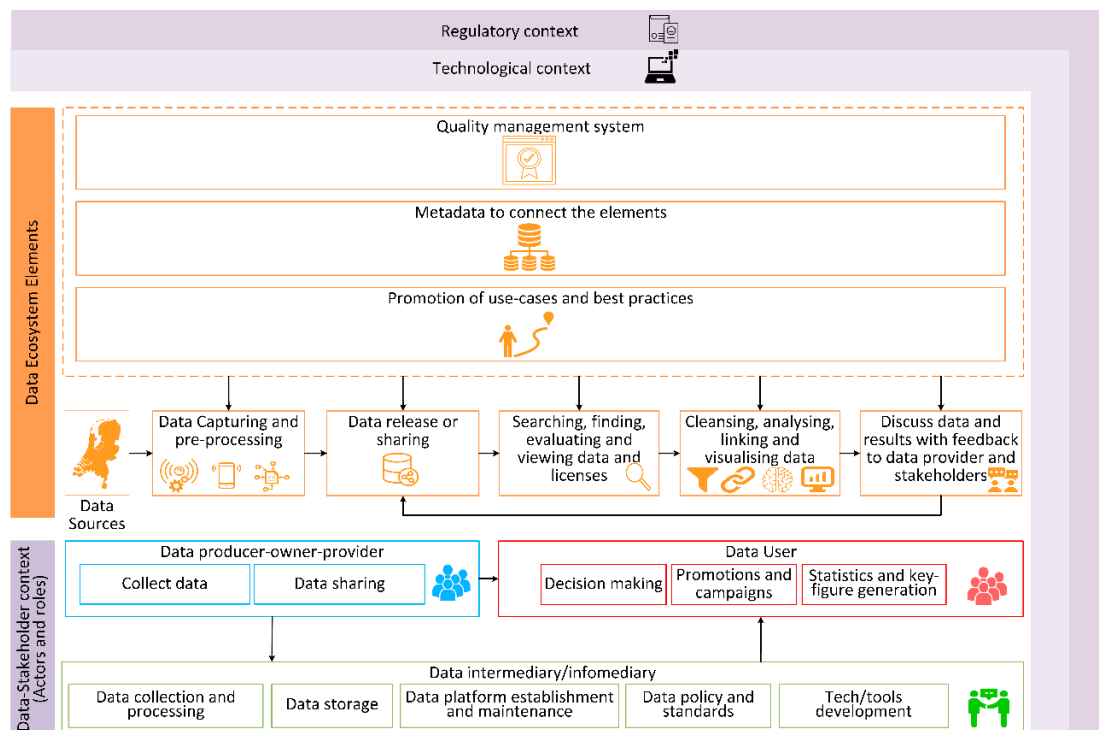 Regulatory context
Technological context
Data Ecosystem Elements
Quality management system
Metadata to connect the elements
Promotion of use-cases and best practices
Data
Sources
Data Capturing and
pre-processing
Data release or
sharing
Searching, finding,
evaluating and
viewing data and
licenses
Cleansing, analysing,
linking and
visualising data
Discuss data and
results with feedback
to data provider and
stakeholders
Data-Stakeholder context
(Actors and roles)
Data producer-owner-provider
Collect data
Data sharing
Data User
Decision making
Promotions and
campaigns
Statistics and key-
figure generation
Data intermediary/infomediary
Data collection and
processing
Data storage
Data platform establishment
and maintenance
Data policy and
standards
Tech/tools
development